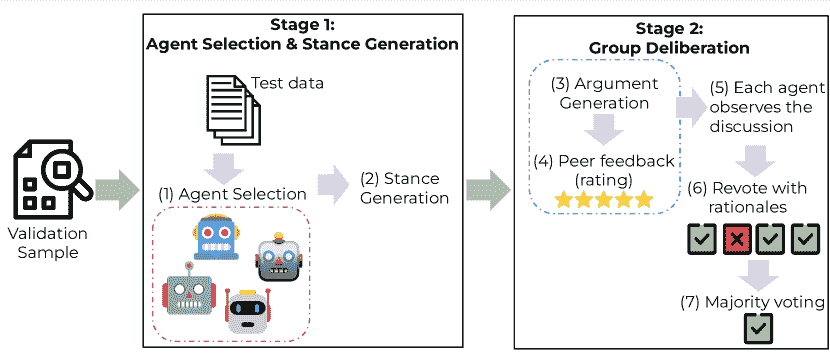 Validation
Sample
Stage 1:
Agent Selection & Stance Generation
Test data
(1) Agent Selection
(2) Stance
Generation
Stage 2:
Group Deliberation
(3) Argument
Generation
(4) Peer feedback
(rating)
(5) Each agent
observes the
discussion
(6) Revote with
rationales
(7) Majority voting